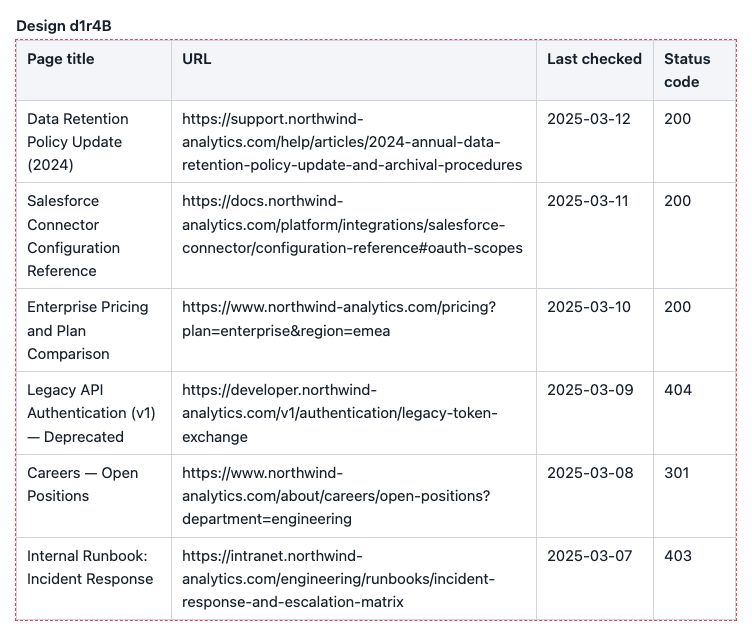 Design d1r4B
Page title URL Last checked Status code
Data Retention Policy Update (2024) https://support.northwind-analytics.com/help/articles/2024-annual-data-retention-policy-update-and-archival-procedures 2025-03-12 200
Salesforce Connector Configuration Reference https://docs.northwind-analytics.com/platform/integrations/salesforce-connector/configuration-reference#oauth-scopes 2025-03-11 200
Enterprise Pricing and Plan Comparison https://www.northwind-analytics.com/pricing?plan=enterprise&region=emea 2025-03-10 200
Legacy API Authentication (v1) — Deprecated https://developer.northwind-analytics.com/v1/authentication/legacy-token-exchange 2025-03-09 404
Careers — Open Positions https://www.northwind-analytics.com/about/careers/open-positions?department=engineering 2025-03-08 301
Internal Runbook: Incident Response https://intranet.northwind-analytics.com/engineering/runbooks/incident-response-and-escalation-matrix 2025-03-07 403